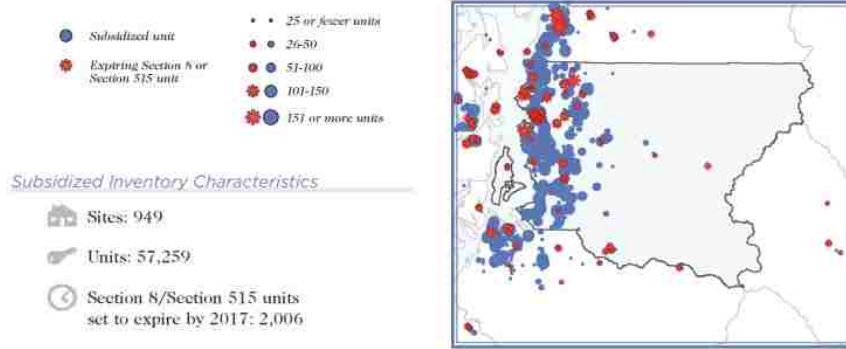 Subsidized unit
Expiring Section 8 or
Section 515 unit
25 or fewer units
26-50
51-100
101-150
151 or more units
Subsidized Inventory Characteristics
Sites: 949
Units: 57,259
Section 8/Section 515 units
set to expire by 2017: 2,006